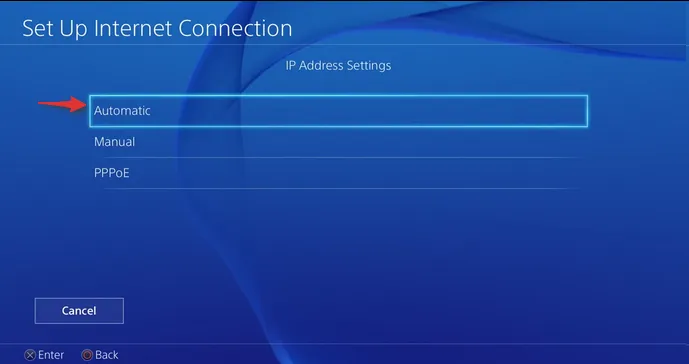 Set Up Internet Connection
IP Address Settings
Automatic
Manual
PPPoE
Cancel
Enter Back